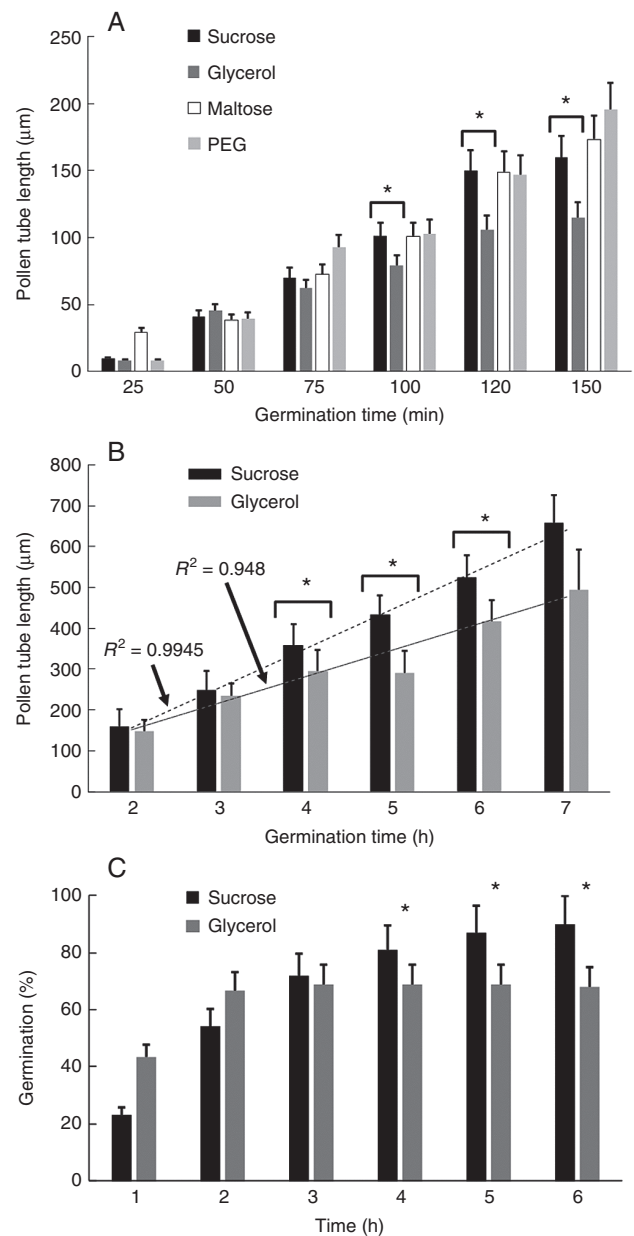 A
250
200
150
100
50
0
Pollen tube length (μm)
Sucrose
Glycerol
Maltose
PEG
*
*
*
25 50 75 100 120 150
Germination time (min)
B
800
700
600
500
400
300
200
100
0
Pollen tube length (μm)
Sucrose
Glycerol
R² = 0.9945
R² = 0.948
*
*
*
2 3 4 5 6 7
Germination time (h)
C
100
80
60
40
20
0
Germination (%)
Sucrose
Glycerol
*
*
*
1 2 3 4 5 6
Time (h)